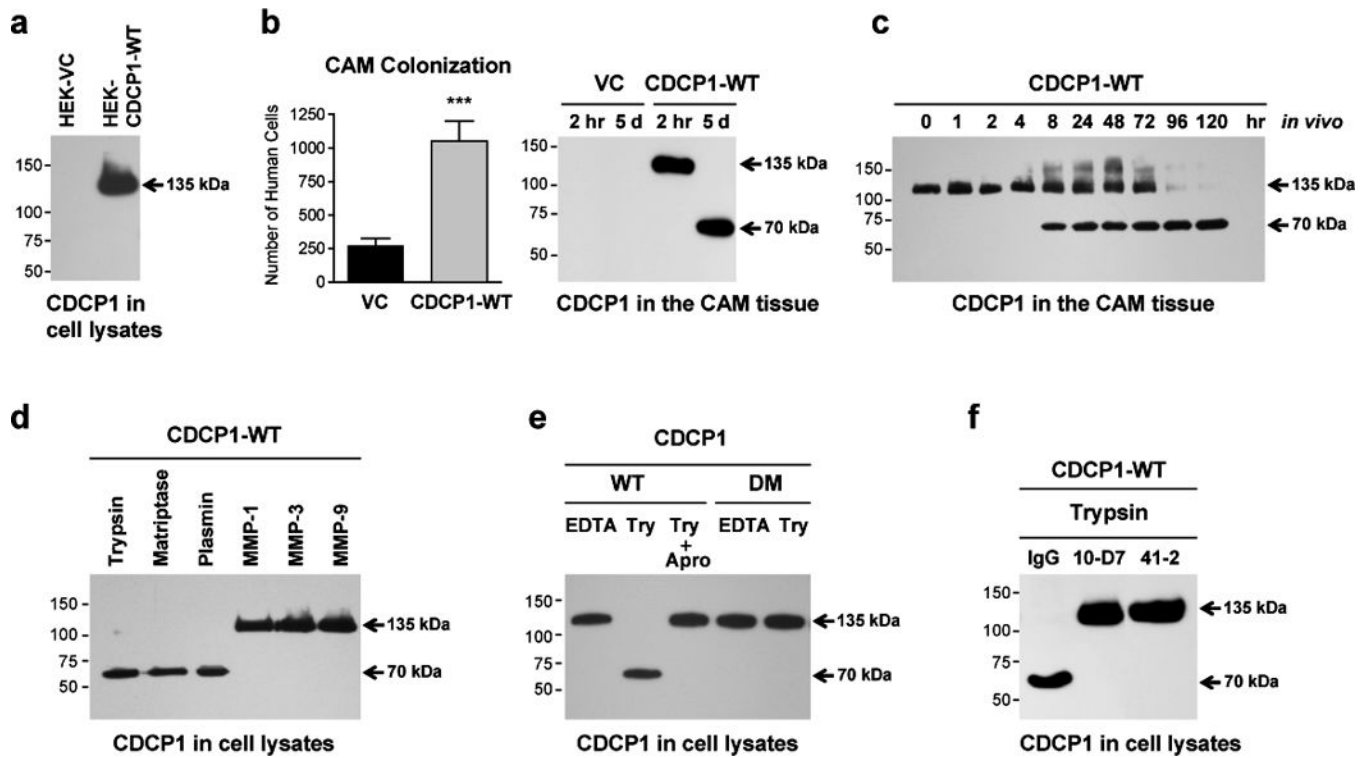 a
HEK-VC
HEK-
CDCP1-WT
150
100
75
50
135 kDa
CDCP1 in
cell lysates
b
CAM Colonization
Number of Human Cells
1250
1000
750
500
250
0
***
VC
CDCP1-WT
VC CDCP1-WT
2 hr 5 d 2 hr 5 d
150
100
75
50
135 kDa
70 kDa
CDCP1 in the CAM tissue
c
CDCP1-WT
0 1 2 4 8 24 48 72 96 120 hr in vivo
150
100
75
50
135 kDa
70 kDa
CDCP1 in the CAM tissue
d
CDCP1-WT
Trypsin
Matriptase
Plasmin
MMP-1
MMP-3
MMP-9
150
100
75
50
135 kDa
70 kDa
CDCP1 in cell lysates
e
CDCP1
WT DM
EDTA Try Try EDTA Try
+
Apro
150
100
75
50
135 kDa
70 kDa
CDCP1 in cell lysates
f
CDCP1-WT
Trypsin
IgG 10-D7 41-2
150
100
75
50
135 kDa
70 kDa
CDCP1 in cell lysates